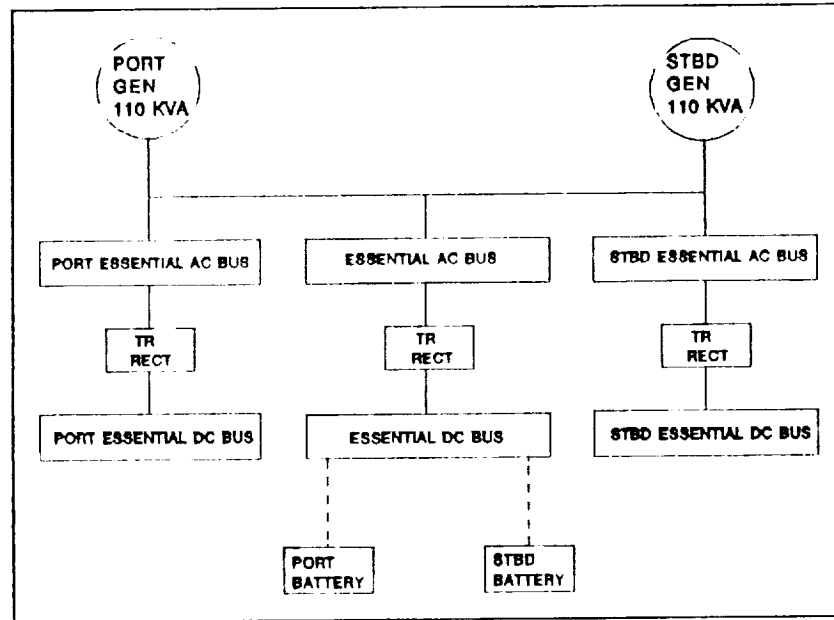 PORT
GEN
110 KVA
STBD
GEN
110 KVA
PORT ESSENTIAL AC BUS
ESSENTIAL AC BUS
STBD ESSENTIAL AC BUS
TR
RECT
TR
RECT
TR
RECT
PORT ESSENTIAL DC BUS
ESSENTIAL DC BUS
STBD ESSENTIAL DC BUS
PORT
BATTERY
STBD
BATTERY